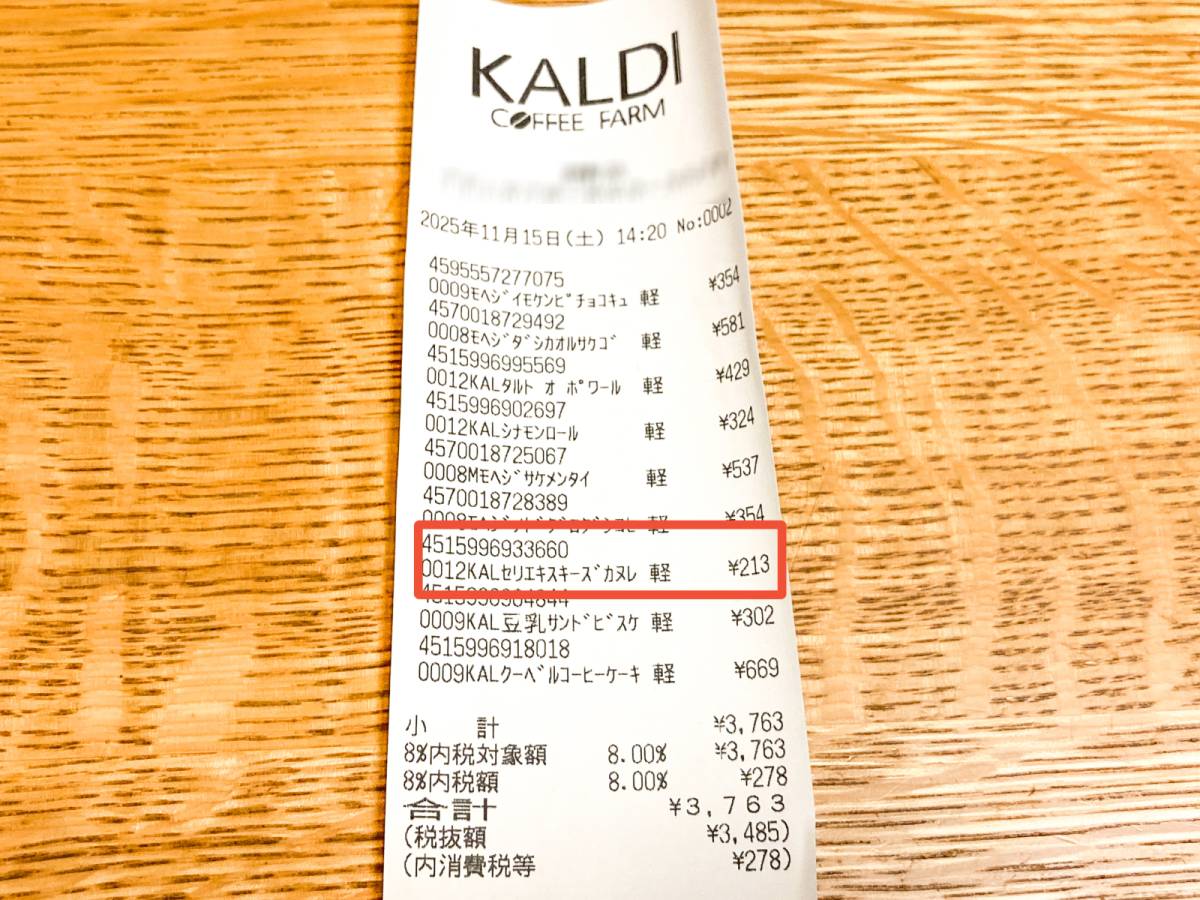 KALDI
COFFEE FARM
2025年11月15日(土) 14:20 No:0002
4595557277075
0009ﾓﾍｼﾞｲﾓｹﾝﾋﾟﾁｮｺｷｭ 軽 ¥354
4570018729492
0008ﾓﾍｼﾞﾀﾞｼｶｵﾙｻｹｺﾞ 軽 ¥581
4515996995569
0012KALﾀﾙﾄ ｵ ﾎﾟﾜｰﾙ 軽 ¥429
4515996902697
0012KALｼﾅﾓﾝﾛｰﾙ 軽 ¥324
4570018725067
0008Mﾓﾍｼﾞｻｹﾒﾝﾀｲ 軽 ¥537
4570018728389
軽 ¥354
4515996933660
0012KALｾﾘｴｷｽｷｰｽﾞｶﾇﾚ 軽 ¥213
4515996904844
0009KAL豆乳ｻﾝﾄﾞﾋﾞｽｹ 軽 ¥302
4515996918018
0009KALｸｰﾍﾞﾙｺｰﾋｰｹｰｷ 軽 ¥669
小 計 ¥3,763
8%内税対象額 8.00% ¥3,763
8%内税額 8.00% ¥278
合計 ¥3,763
(税抜額 ¥3,485)
(内消費税等 ¥278)